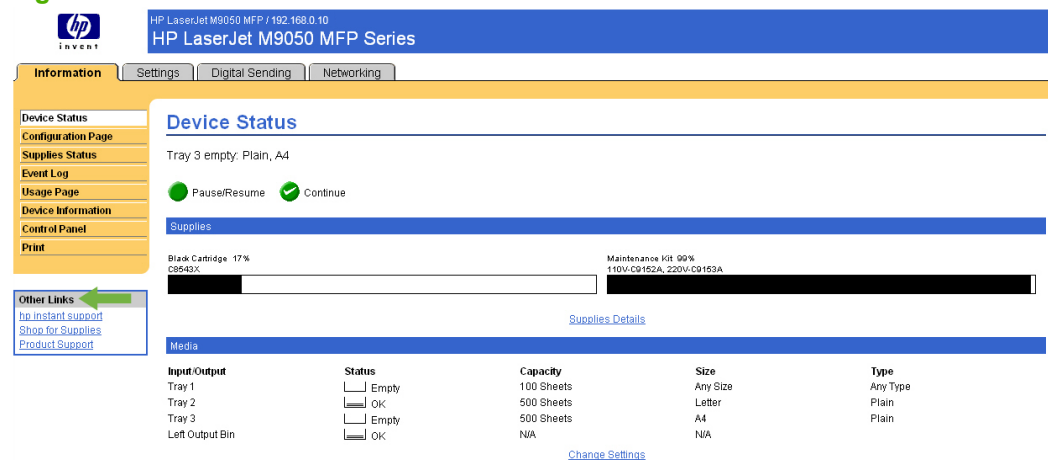 hp
invent
HP LaserJet M9050 MFP / 192.168.0.10
HP LaserJet M9050 MFP Series
Information Settings Digital Sending Networking
Device Status
Configuration Page
Supplies Status
Event Log
Usage Page
Device Information
Control Panel
Print
Other Links
hp instant support
Shop for Supplies
Product Support
Device Status
Tray 3 empty: Plain, A4
Pause/Resume Continue
Supplies
Black Cartridge 17%
C8543X
Maintenance Kit 99%
110V-C9152A, 220V-C9153A
Supplies Details
Media
Input/Output Status Capacity Size Type
Tray 1 Empty 100 Sheets Any Size Any Type
Tray 2 OK 500 Sheets Letter Plain
Tray 3 Empty 500 Sheets A4 Plain
Left Output Bin OK N/A N/A
Change Settings